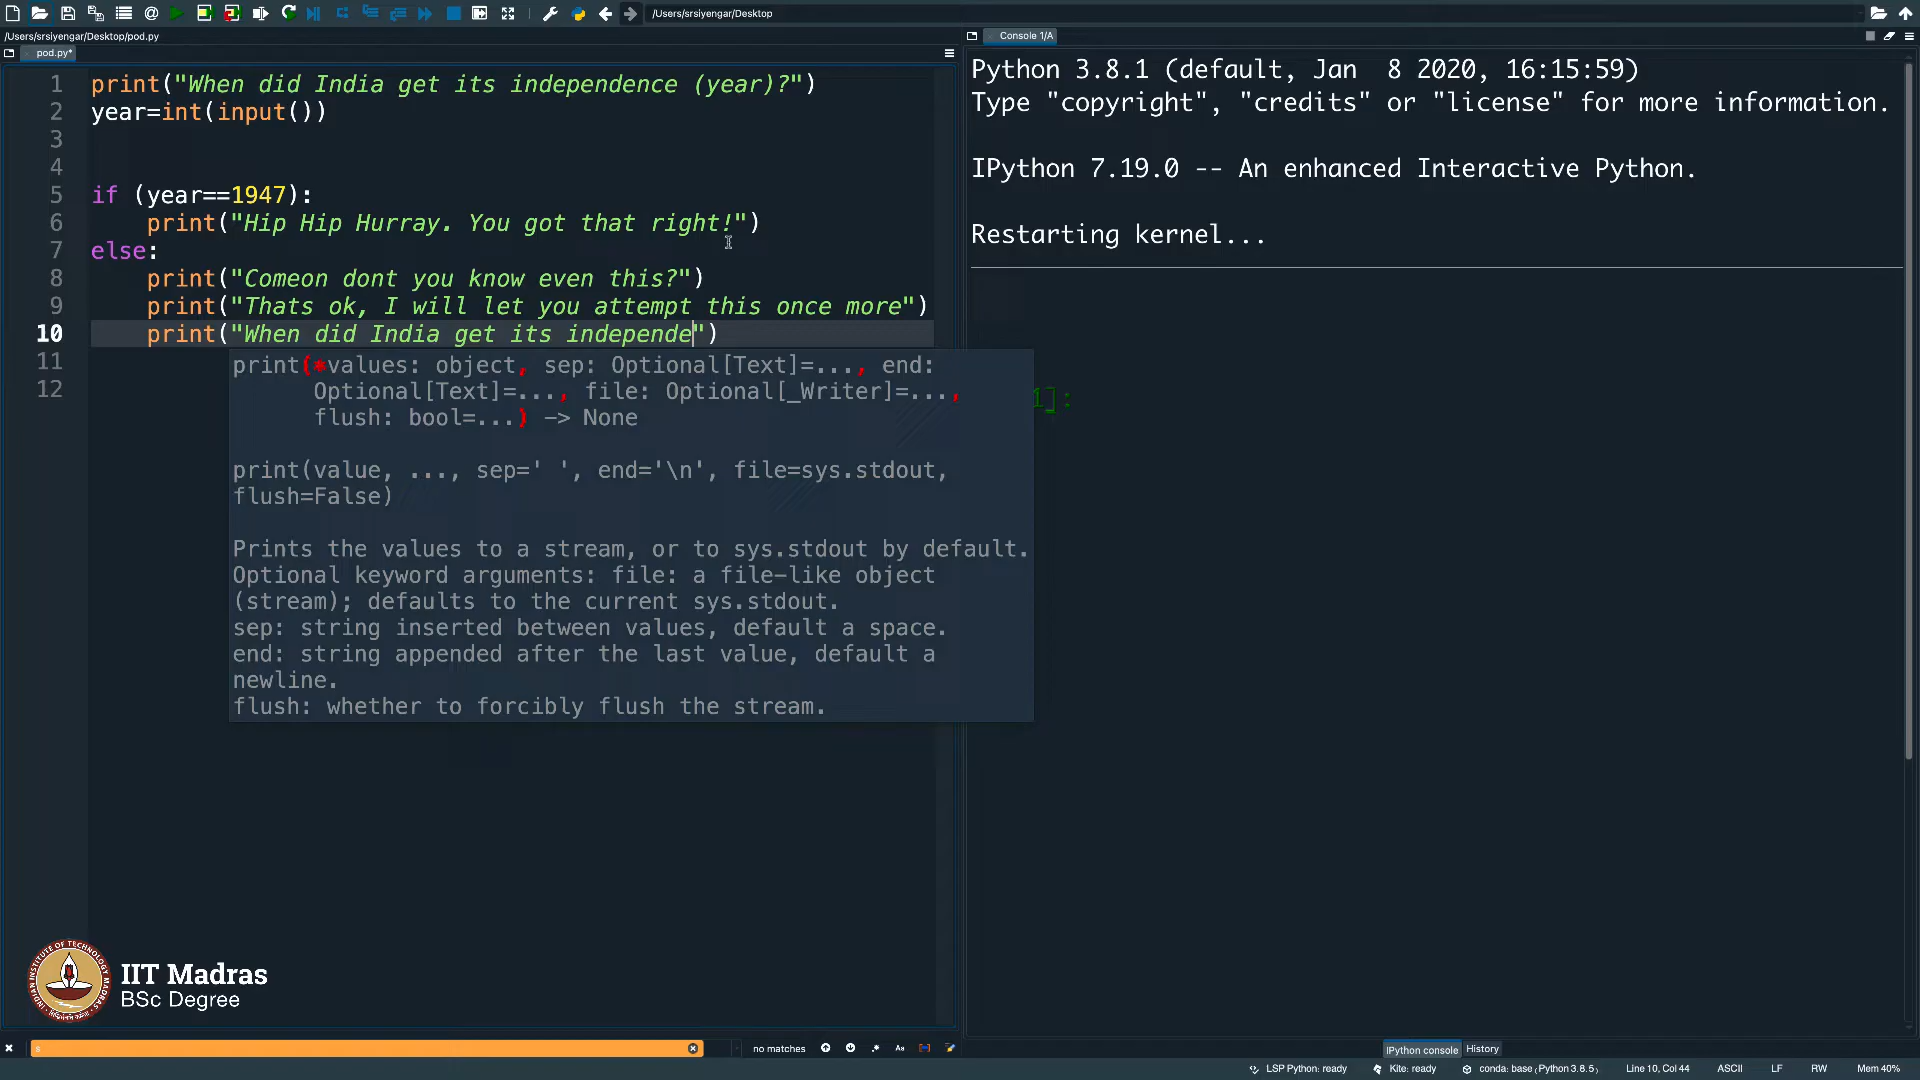 /Users/srsiyengar/Desktop
/Users/srsiyengar/Desktop/pod.py
pod.py*
1 print("When did India get its independence (year)?")
2 year=int(input())
3
4
5 if (year==1947):
6 print("Hip Hip Hurray. You got that right!")
7 else:
8 print("Comeon dont you know even this?")
9 print("Thats ok, I will let you attempt this once more")
10 print("When did India get its independe")
11
12
print(*values: object, sep: Optional[Text]=..., end:
Optional[Text]=..., file: Optional[_Writer]=...,
flush: bool=...) -> None
print(value, ..., sep=' ', end='\n', file=sys.stdout,
flush=False)
Prints the values to a stream, or to sys.stdout by default.
Optional keyword arguments: file: a file-like object
(stream); defaults to the current sys.stdout.
sep: string inserted between values, default a space.
end: string appended after the last value, default a
newline.
flush: whether to forcibly flush the stream.
IIT Madras
BSc Degree
s
no matches
Aa
Console 1/A
Python 3.8.1 (default, Jan 8 2020, 16:15:59)
Type "copyright", "credits" or "license" for more information.
IPython 7.19.0 -- An enhanced Interactive Python.
Restarting kernel...
1]:
IPython console History
LSP Python: ready Kite: ready conda: base (Python 3.8.5) Line 10, Col 44 ASCII LF RW Mem 40%